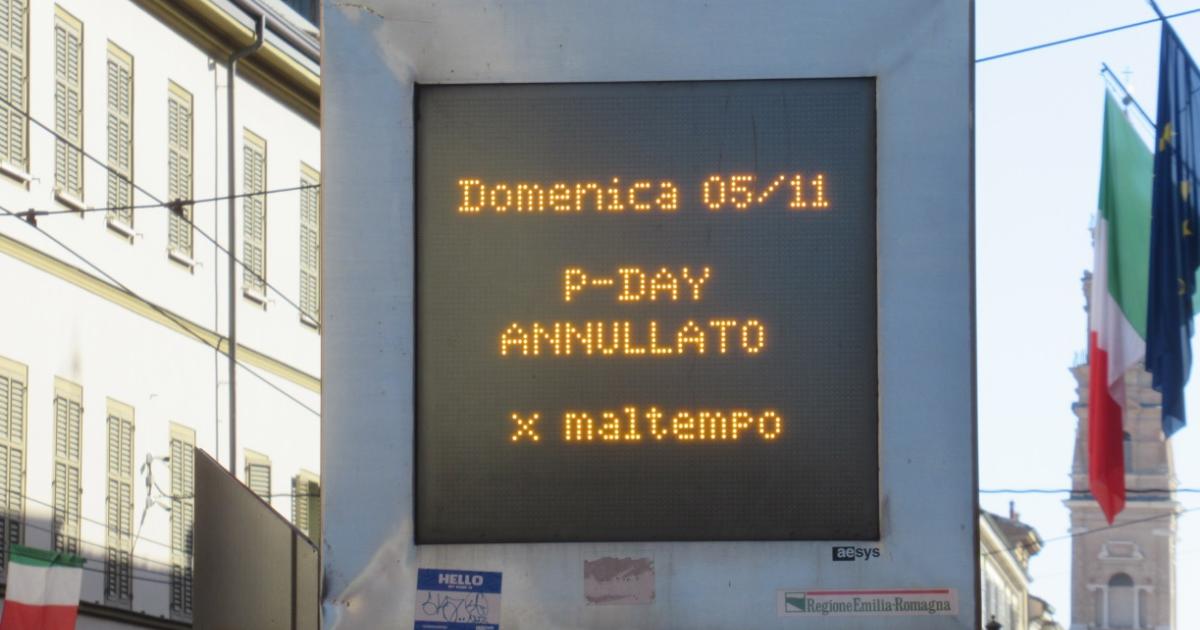 Domenica 05/11
P-DAY
ANNULLATO
x maltempo
aesys
HELLO
RegioneEmilia-Romagna